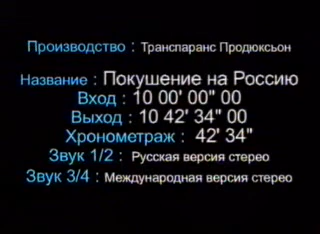 Производство : Транспаранс Продюксьон
Название : Покушение на Россию
Вход : 10 00' 00" 00
Выход : 10 42' 34" 00
Хронометраж : 42' 34"
Звук 1/2 : Русская версия стерео
Звук 3/4 : Международная версия стерео